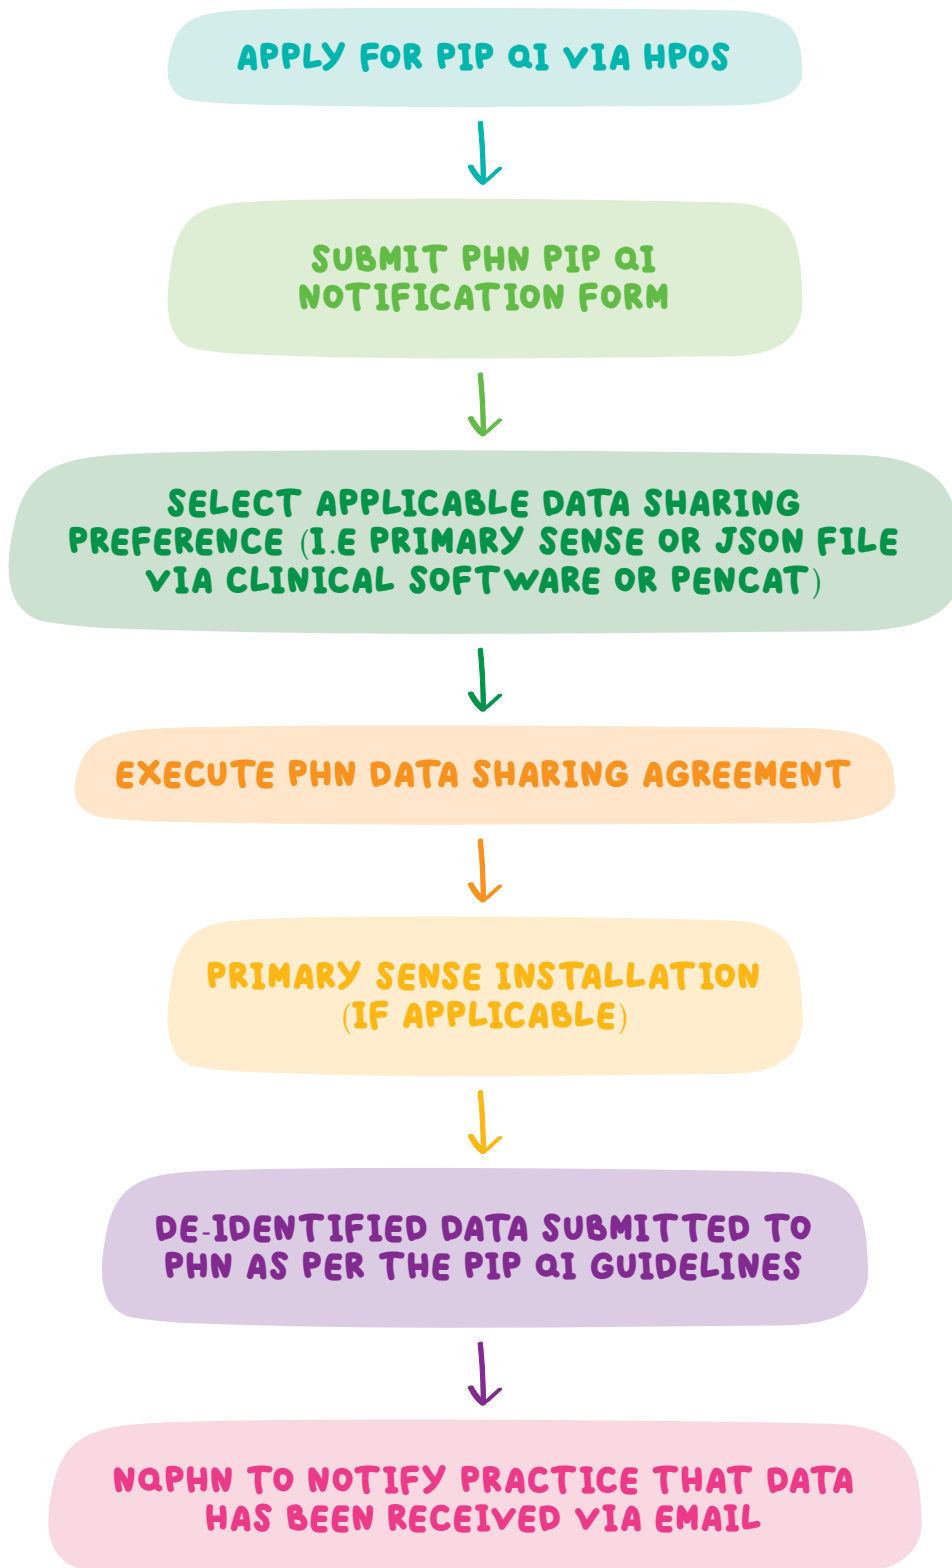 APPLY FOR PIP QI VIA HPOS
SUBMIT PHN PIP QI
NOTIFICATION FORM
SELECT APPLICABLE DATA SHARING
PREFERENCE (I.E PRIMARY SENSE OR JSON FILE
VIA CLINICAL SOFTWARE OR PENCAT)
EXECUTE PHN DATA SHARING AGREEMENT
PRIMARY SENSE INSTALLATION
(IF APPLICABLE)
DE-IDENTIFIED DATA SUBMITTED TO
PHN AS PER THE PIP QI GUIDELINES
NQPHN TO NOTIFY PRACTICE THAT DATA
HAS BEEN RECEIVED VIA EMAIL